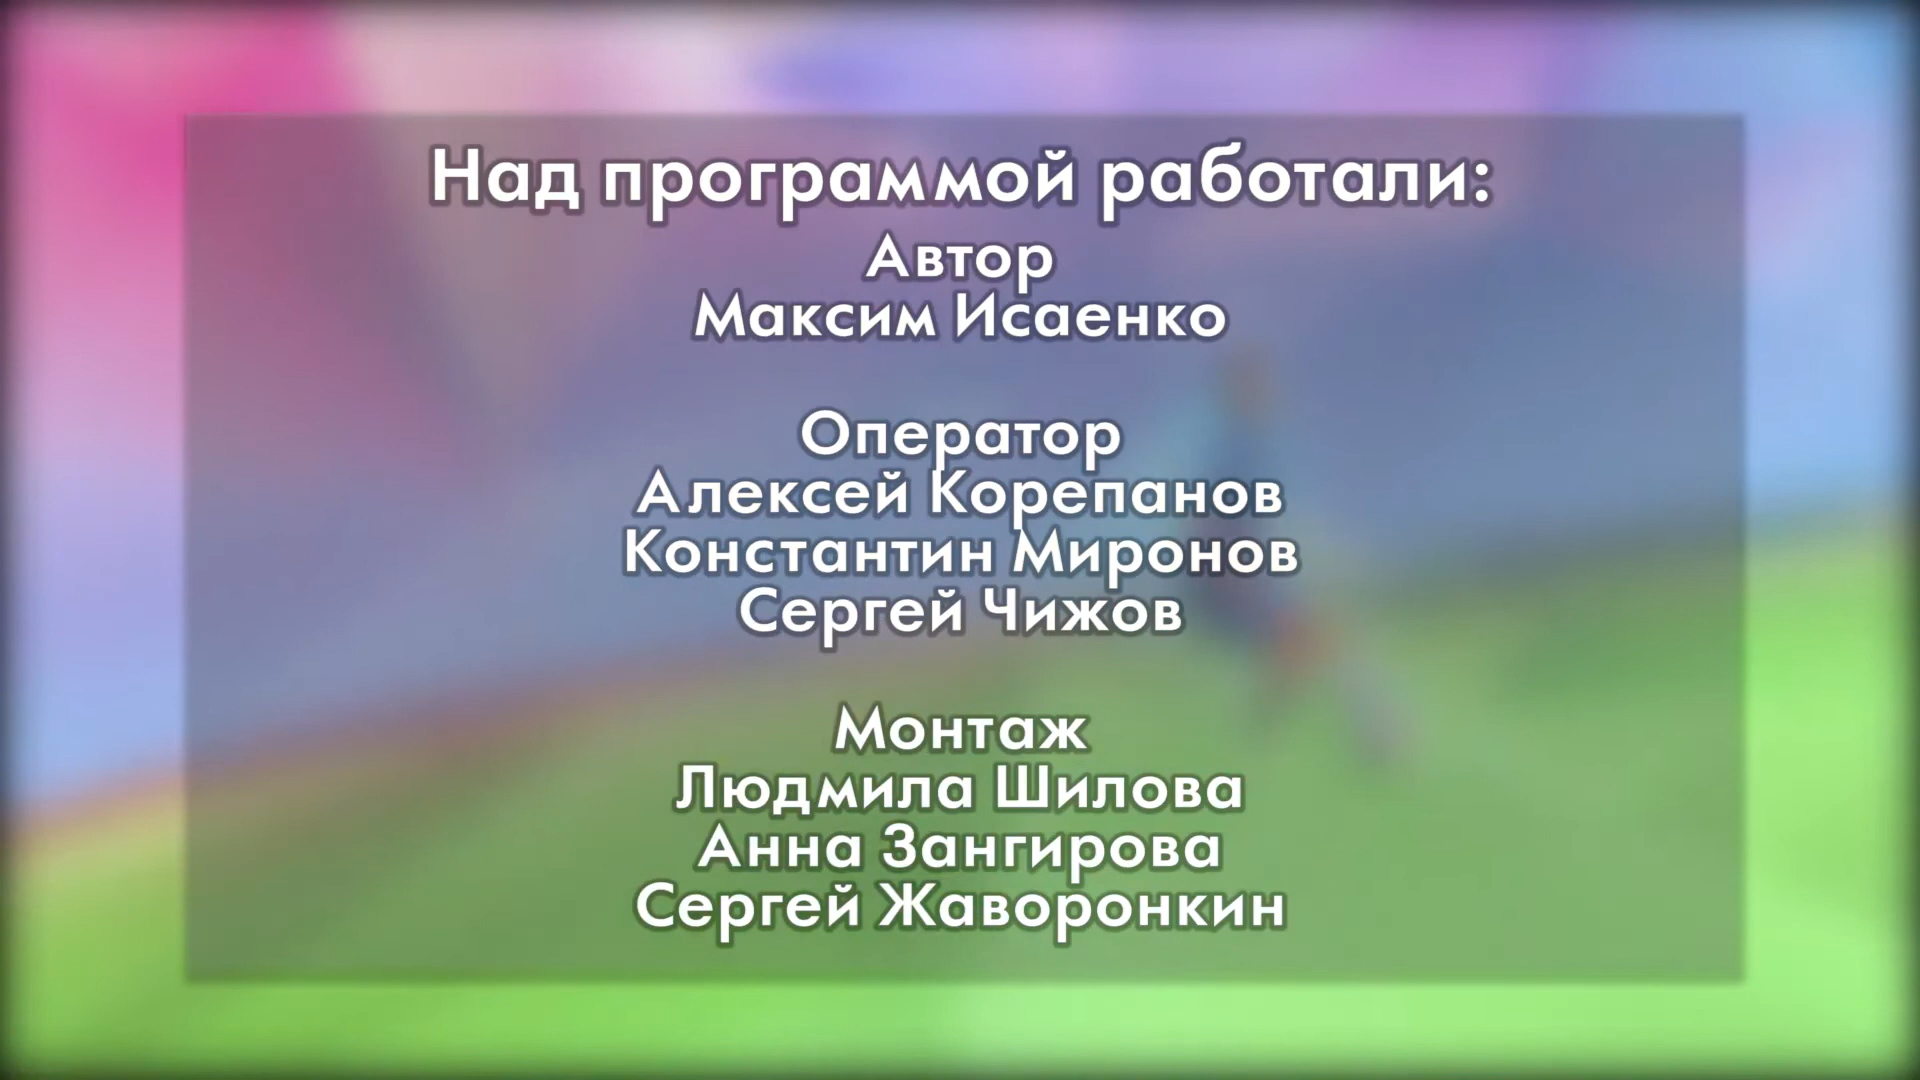 Над программой работали:
Автор
Максим Исаенко
Оператор
Алексей Корепанов
Константин Миронов
Сергей Чижов
Монтаж
Людмила Шилова
Анна Зангирова
Сергей Жаворонкин